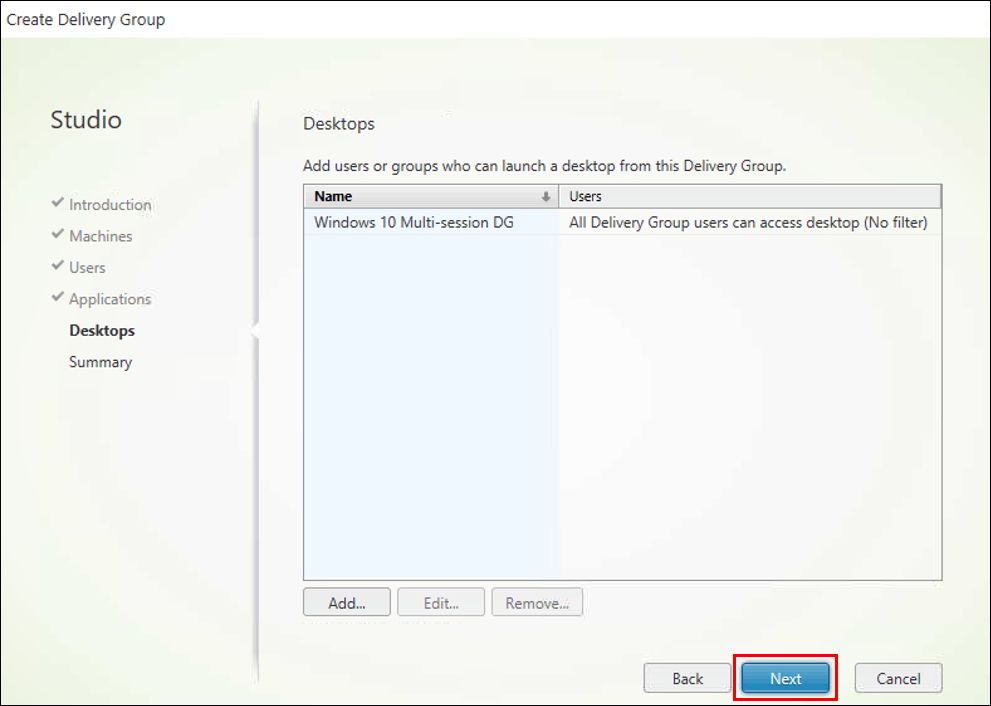 Create Delivery Group
Studio
Introduction
Machines
Users
Applications
Desktops
Summary
Desktops
Add users or groups who can launch a desktop from this Delivery Group.
Name Users
Windows 10 Multi-session DG All Delivery Group users can access desktop (No filter)
Add... Edit... Remove...
Back Next Cancel